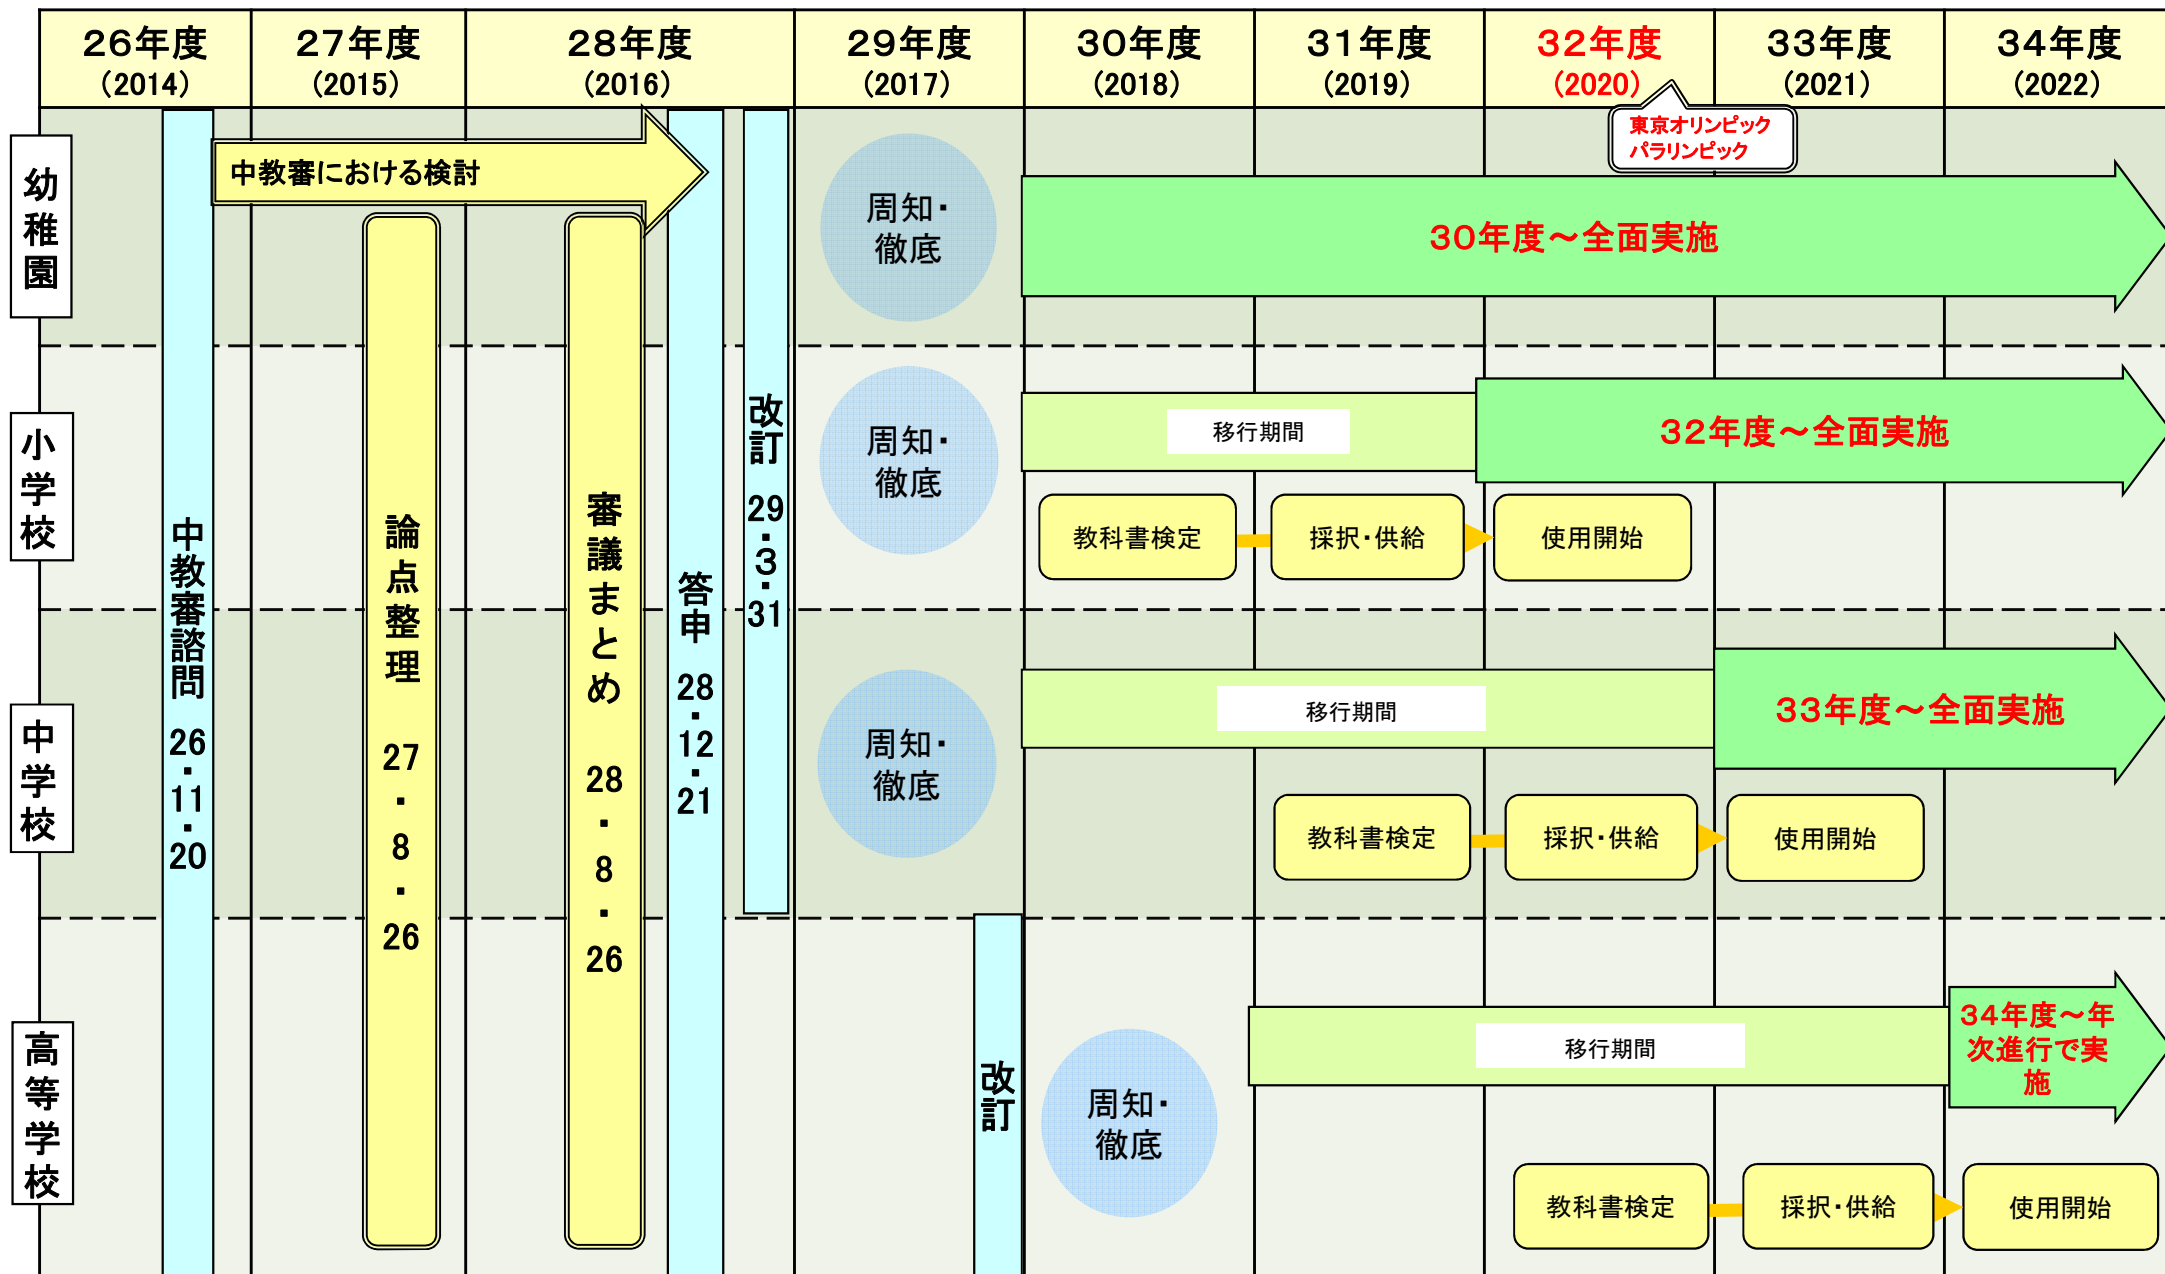 26年度
(2014)
27年度
(2015)
28年度
(2016)
29年度
(2017)
30年度
(2018)
31年度
(2019)
32年度
(2020)
33年度
(2021)
34年度
(2022)
東京オリンピック
パラリンピック
幼稚園
中教審における検討
周知・
徹底
30年度～全面実施
小学校
周知・
徹底
移行期間
32年度～全面実施
教科書検定
採択・供給
使用開始
中教審諮問 26・11・20
論点整理 27・8・26
審議まとめ 28・8・26
答申 28・12・21
改訂 29・3・31
中学校
周知・
徹底
移行期間
33年度～全面実施
教科書検定
採択・供給
使用開始
高等学校
改訂
周知・
徹底
移行期間
34年度～年
次進行で実
施
教科書検定
採択・供給
使用開始